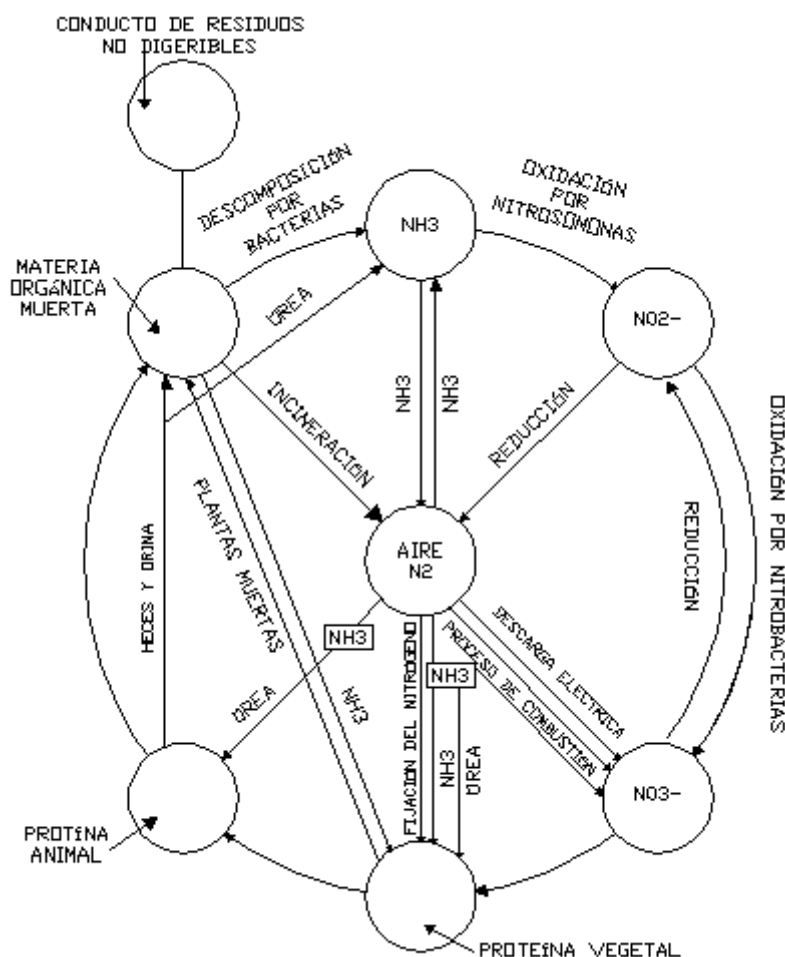 CONDUCTO DE RESIDUOS
NO DIGERIBLES
DESCOMPOSICIÓN
POR
BACTERIAS
NH3
OXIDACIÓN
POR
NITROSOMONAS
MATERIA
ORGÁNICA
MUERTA
UREA
NO2-
INCINERACIÓN
NH3
NH3
REDUCCIÓN
OXIDACIÓN POR NITROBACTERIAS
REDUCCIÓN
HECES Y ORINA
PLANTAS MUERTAS
NH3
AIRE
N2
NH3
UREA
FIJACION DEL NITROGENO
NH3
NH3
UREA
DESCARGA ELECTRICA
PROCESO DE COMBUSTIÓN
NO3-
PROTÍNA
ANIMAL
PROTEÍNA VEGETAL